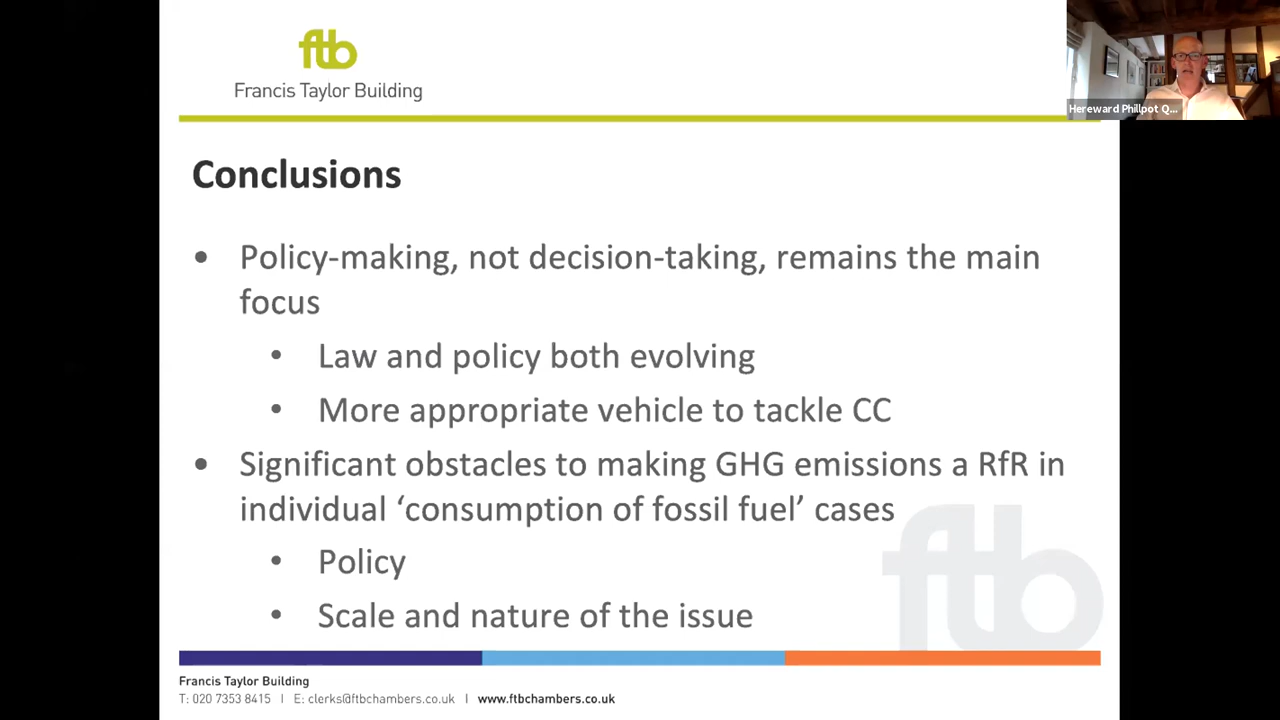 ftb
Francis Taylor Building
Hereward Phillpot Q...
Conclusions
• Policy-making, not decision-taking, remains the main
focus
• Law and policy both evolving
• More appropriate vehicle to tackle CC
• Significant obstacles to making GHG emissions a RfR in
individual ‘consumption of fossil fuel’ cases
• Policy
• Scale and nature of the issue
ftb
Francis Taylor Building
T: 020 7353 8415 I E: clerks@ftbchambers.co.uk I www.ftbchambers.co.uk